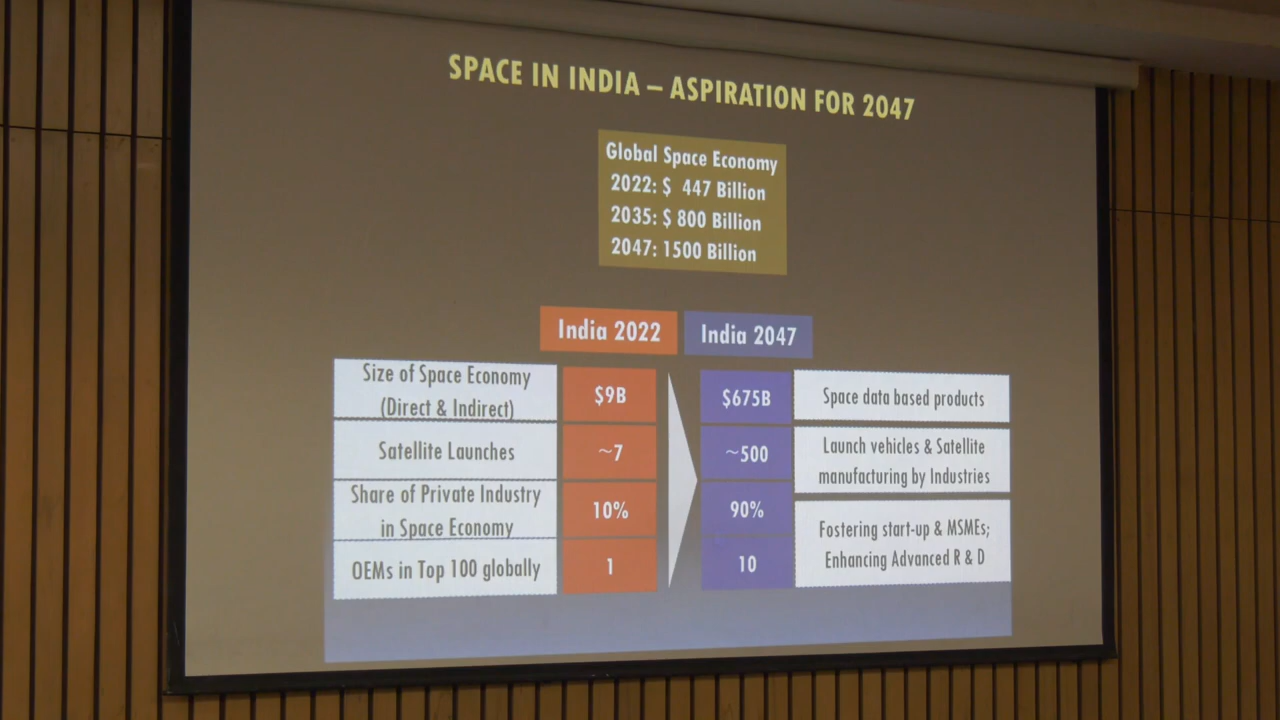 SPACE IN INDIA – ASPIRATION FOR 2047
Global Space Economy
2022: $ 447 Billion
2035: $ 800 Billion
2047: 1500 Billion
India 2022
India 2047
Size of Space Economy
(Direct & Indirect)
$9B
$675B
Space data based products
Satellite Launches
~7
~500
Launch vehicles & Satellite
manufacturing by Industries
Share of Private Industry
in Space Economy
10%
90%
Fostering start-up & MSMEs;
Enhancing Advanced R & D
OEMs in Top 100 globally
1
10